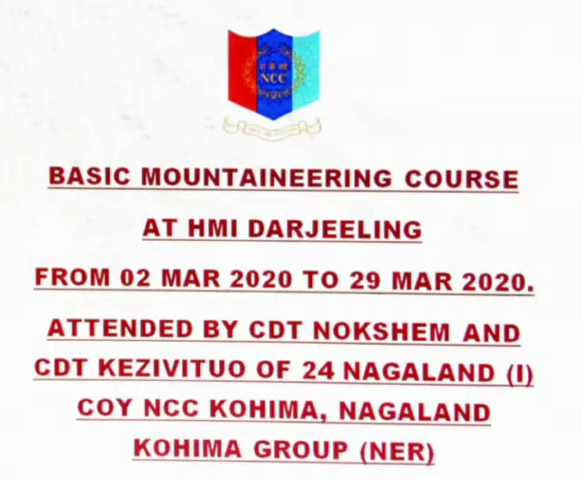 NCC
BASIC MOUNTAINEERING COURSE
AT HMI DARJEELING
FROM 02 MAR 2020 TO 29 MAR 2020.
ATTENDED BY CDT NOKSHEM AND
CDT KEZIVITUO OF 24 NAGALAND (I)
COY NCC KOHIMA, NAGALAND
KOHIMA GROUP (NER)